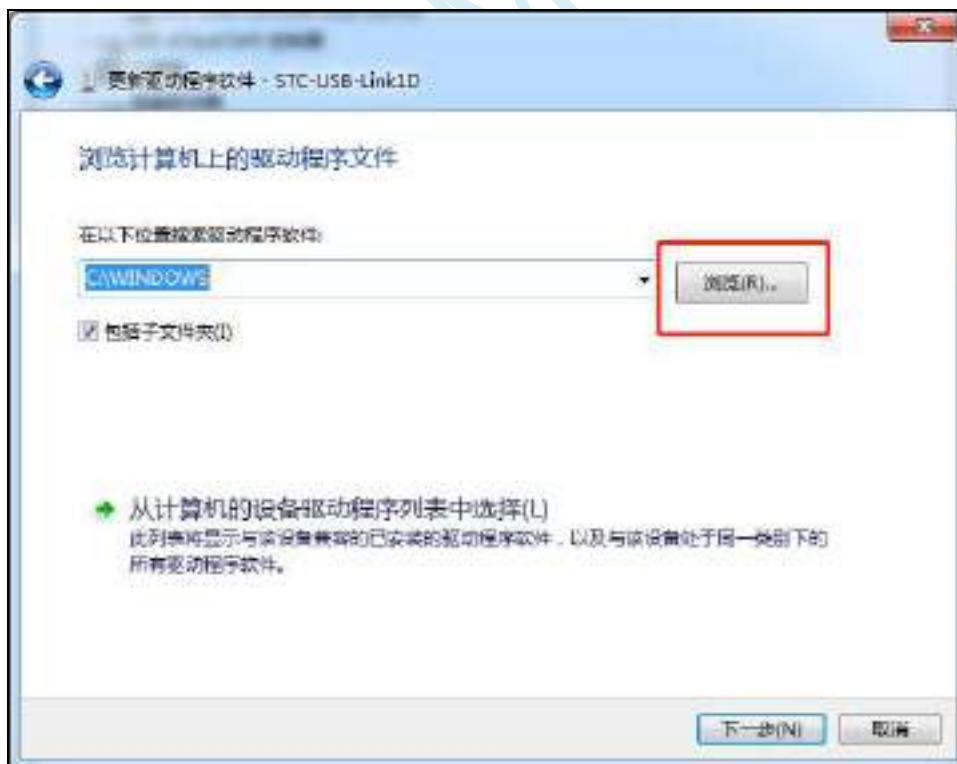 更新驱动程序软件 - STC-USB-Link1D
浏览计算机上的驱动程序文件
在以下位置搜索驱动程序软件:
C:\WINDOWS
浏览(R)...
包括子文件夹(I)
从计算机的设备驱动程序列表中选择(L)
此列表将显示与该设备兼容的已安装的驱动程序软件，以及与该设备处于同一类别下的
所有驱动程序软件。
下一步(N)
取消